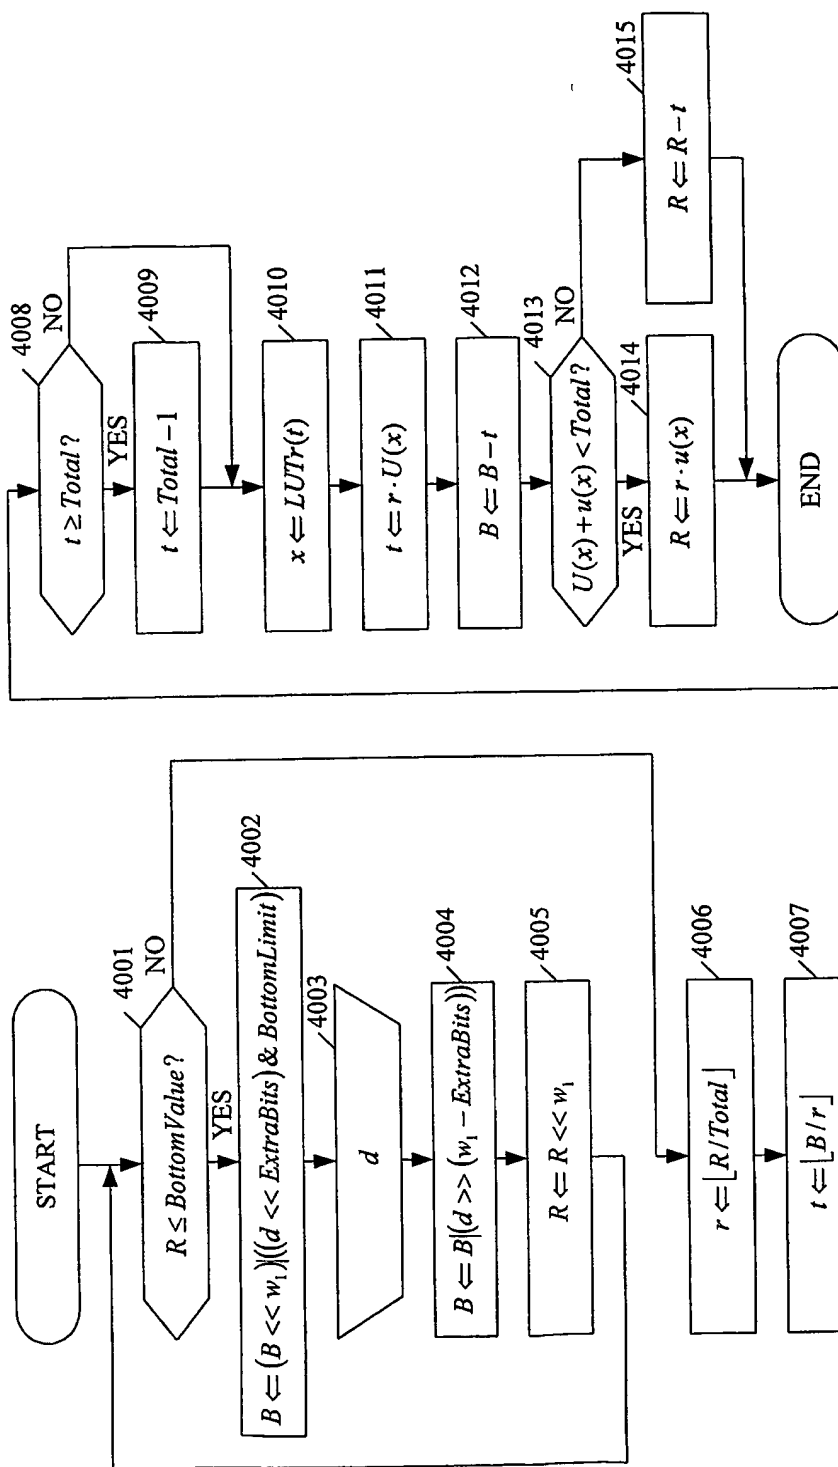 START
4001
R ≤ BottomValue?
NO
YES
4002
B ⇐ (B << w₁)|((d << ExtraBits) & BottomLimit)
4003
d
4004
B ⇐ B|(d >> (w₁ − ExtraBits))
4005
R ⇐ R << w₁
4006
r ⇐ ⌊R/Total⌋
4007
t ⇐ ⌊B/r⌋
4008
t ≥ Total?
NO
YES
4009
t ⇐ Total − 1
4010
x ⇐ LUTr(t)
4011
t ⇐ r · U(x)
4012
B ⇐ B − t
4013
U(x) + u(x) < Total?
NO
YES
4014
R ⇐ r · u(x)
4015
R ⇐ R − t
END